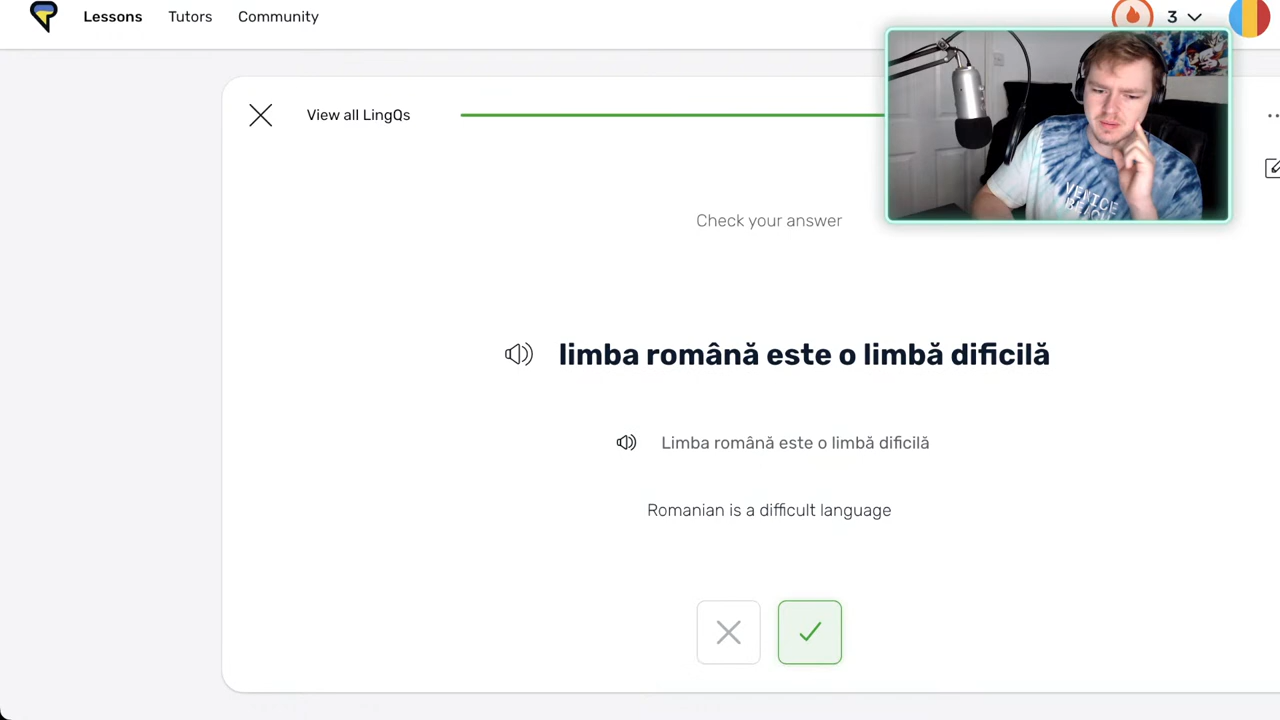 Lessons Tutors Community 3
View all LingQs
Check your answer
limba română este o limbă dificilă
Limba română este o limbă dificilă
Romanian is a difficult language
VENICE